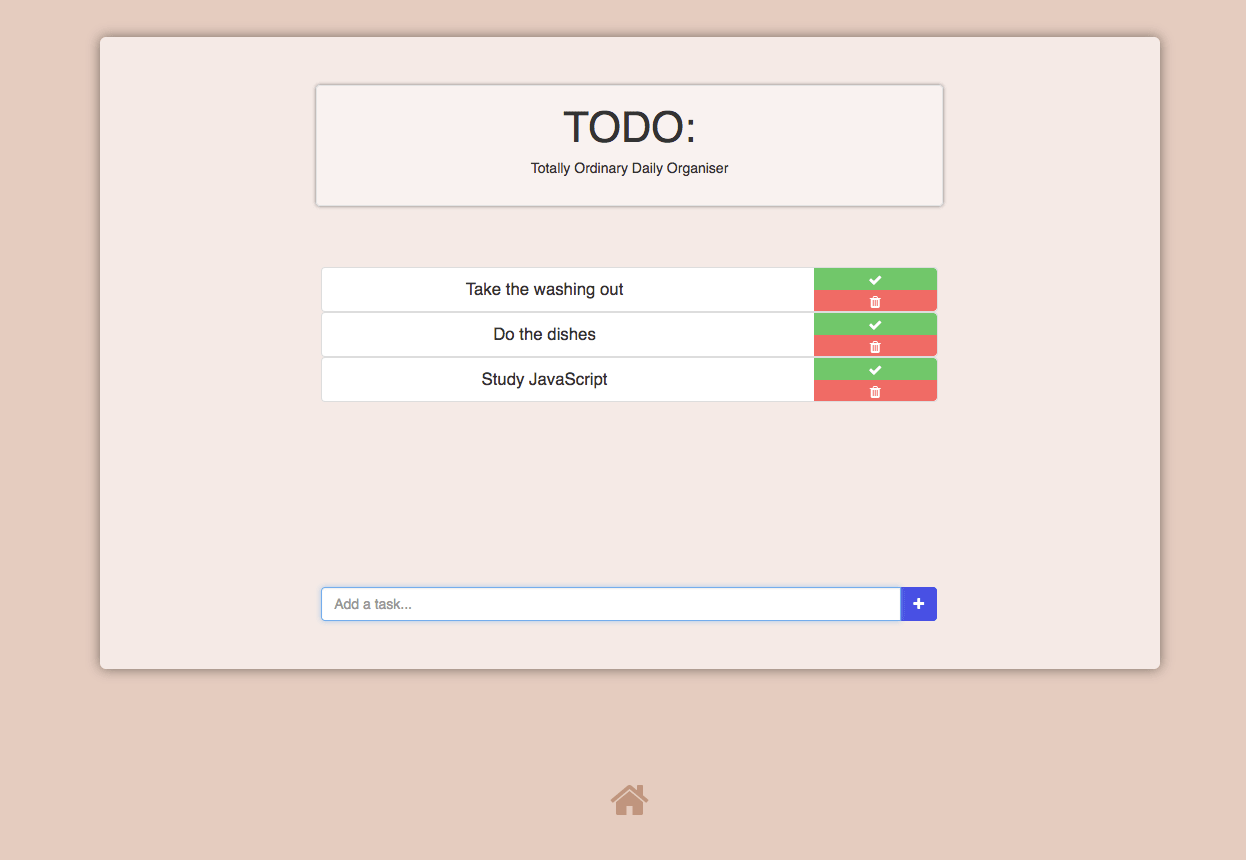 TODO:
Totally Ordinary Daily Organiser
Take the washing out
Do the dishes
Study JavaScript
Add a task...